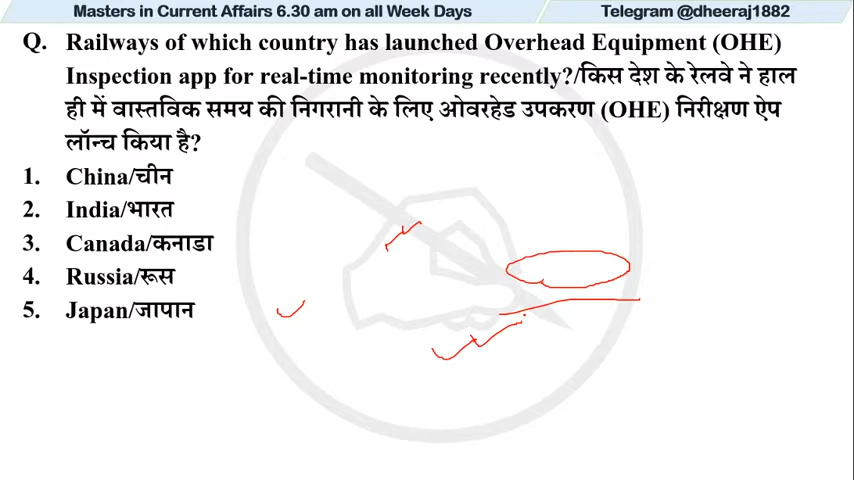 Masters in Current Affairs 6.30 am on all Week Days
Telegram @dheeraj1882
Q. Railways of which country has launched Overhead Equipment (OHE)
Inspection app for real-time monitoring recently?/किस देश के रेलवे ने हाल
ही में वास्तविक समय की निगरानी के लिए ओवरहेड उपकरण (OHE) निरीक्षण ऐप
लॉन्च किया है?
1. China/चीन
2. India/भारत
3. Canada/कनाडा
4. Russia/रूस
5. Japan/जापान